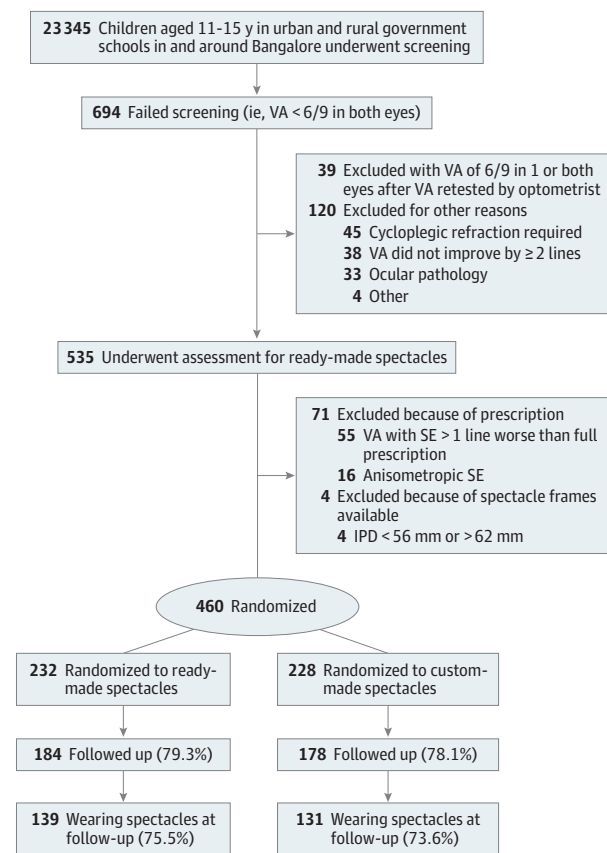 23 345 Children aged 11-15 y in urban and rural government
schools in and around Bangalore underwent screening
694 Failed screening (ie, VA < 6/9 in both eyes)
39 Excluded with VA of 6/9 in 1 or both
eyes after VA retested by optometrist
120 Excluded for other reasons
45 Cycloplegic refraction required
38 VA did not improve by ≥ 2 lines
33 Ocular pathology
4 Other
535 Underwent assessment for ready-made spectacles
71 Excluded because of prescription
55 VA with SE > 1 line worse than full
prescription
16 Anisometropic SE
4 Excluded because of spectacle frames
available
4 IPD < 56 mm or > 62 mm
460 Randomized
232 Randomized to ready-
made spectacles
228 Randomized to custom-
made spectacles
184 Followed up (79.3%)
178 Followed up (78.1%)
139 Wearing spectacles at
follow-up (75.5%)
131 Wearing spectacles at
follow-up (73.6%)